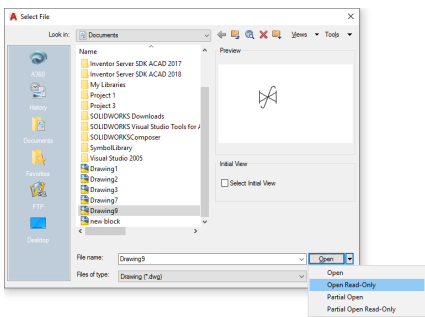 Select File
Look in: Documents Views Tools
A360
History
Documents
Favorites
FTP
Desktop
Name
Inventor Server SDK ACAD 2017
Inventor Server SDK ACAD 2018
My Libraries
Project 1
Project 3
SOLIDWORKS Downloads
SOLIDWORKS Visual Studio Tools for A
SOLIDWORKSComposer
SymbolLibrary
Visual Studio 2005
Drawing1
Drawing2
Drawing3
Drawing7
Drawing9
new block
Preview
Initial View
Select Initial View
File name: Drawing9 Open
Files of type: Drawing (*.dwg)
Open
Open Read-Only
Partial Open
Partial Open Read-Only